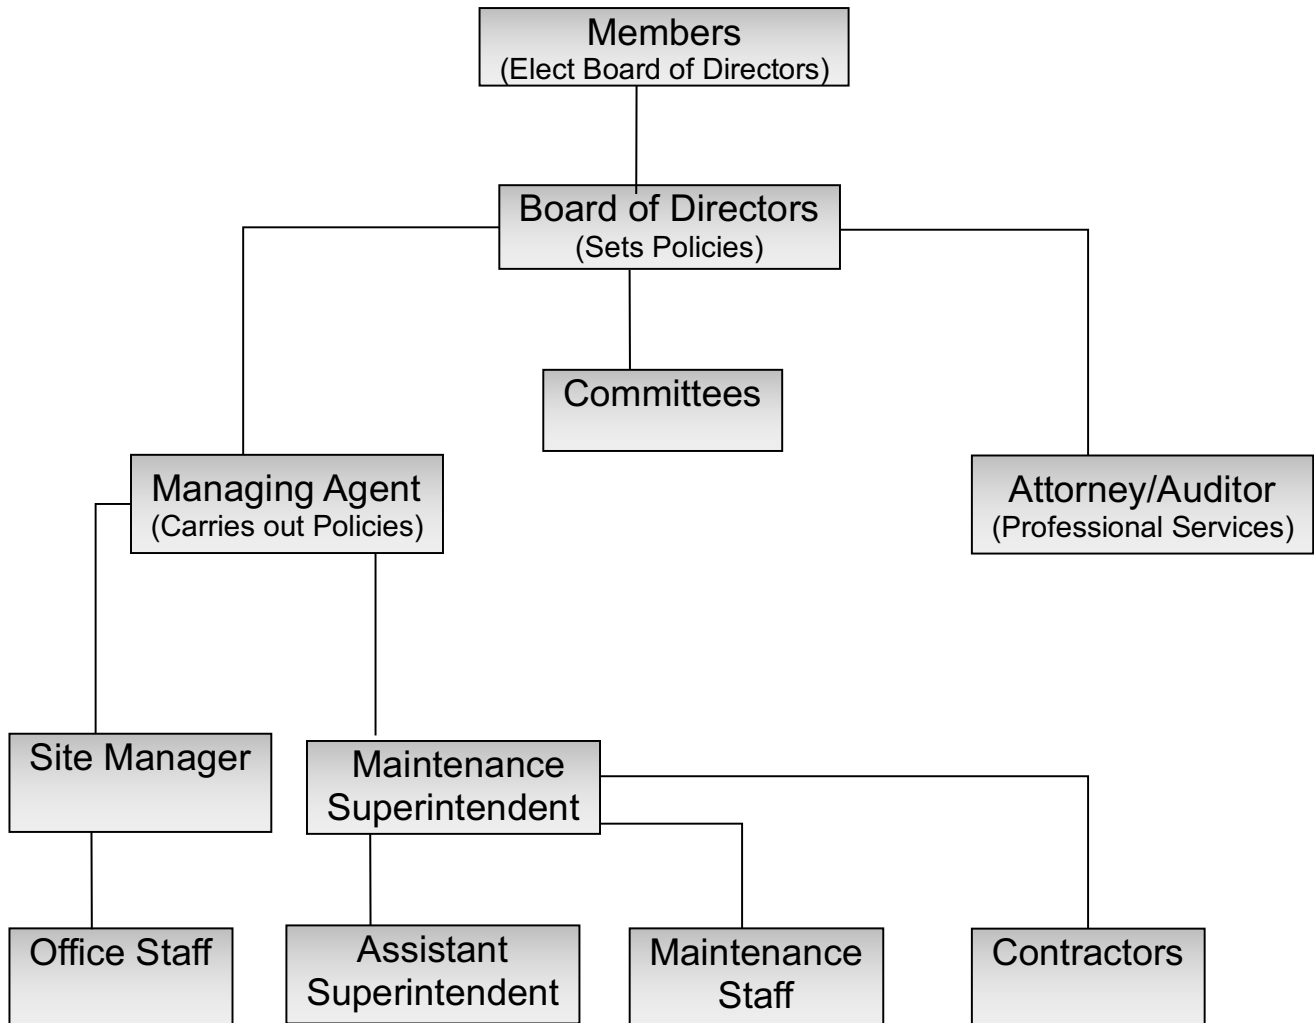 Members
(Elect Board of Directors)
Board of Directors
(Sets Policies)
Committees
Managing Agent
(Carries out Policies)
Attorney/Auditor
(Professional Services)
Site Manager
Maintenance
Superintendent
Office Staff
Assistant
Superintendent
Maintenance
Staff
Contractors